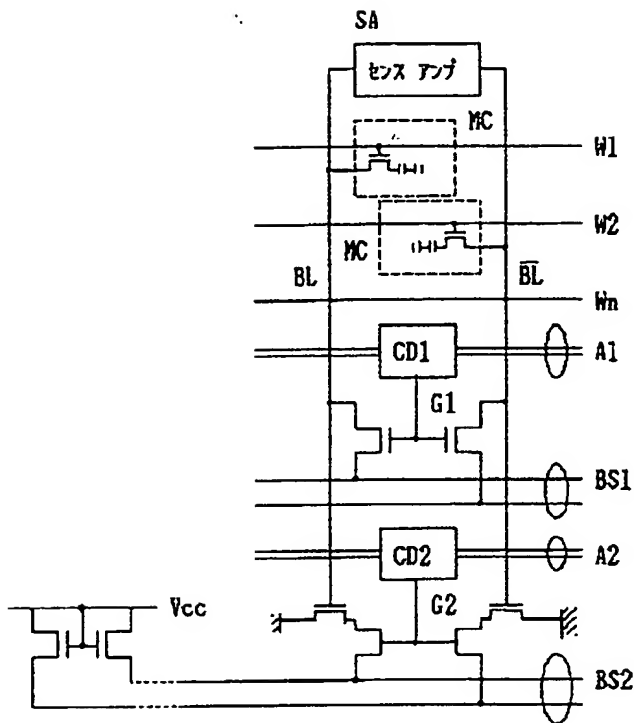 SA
センス アンプ
MC
W1
W2
MC
BL
B̅L̅
Wn
CD1
A1
G1
BS1
CD2
A2
G2
Vcc
BS2